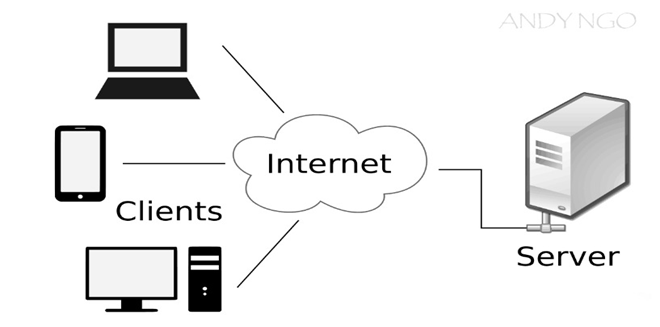 ANDY NGO
Internet
Clients
Server